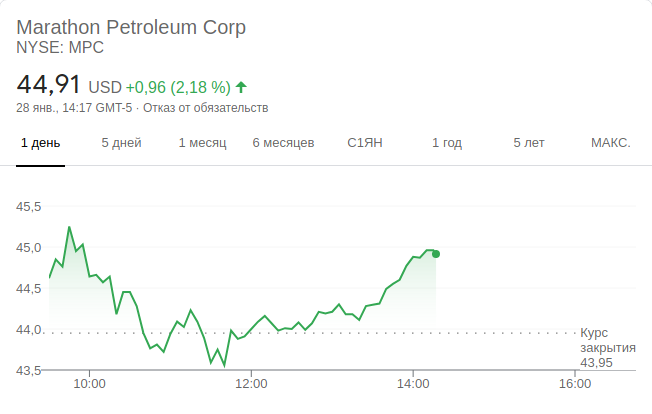 Marathon Petroleum Corp
NYSE: MPC
44,91 USD +0,96 (2,18 %)
28 янв., 14:17 GMT-5 · Отказ от обязательств
1 день 5 дней 1 месяц 6 месяцев С1ЯН 1 год 5 лет МАКС.
45,5
45,0
44,5
44,0
43,5
Курс
закрытия
43,95
10:00 12:00 14:00 16:00